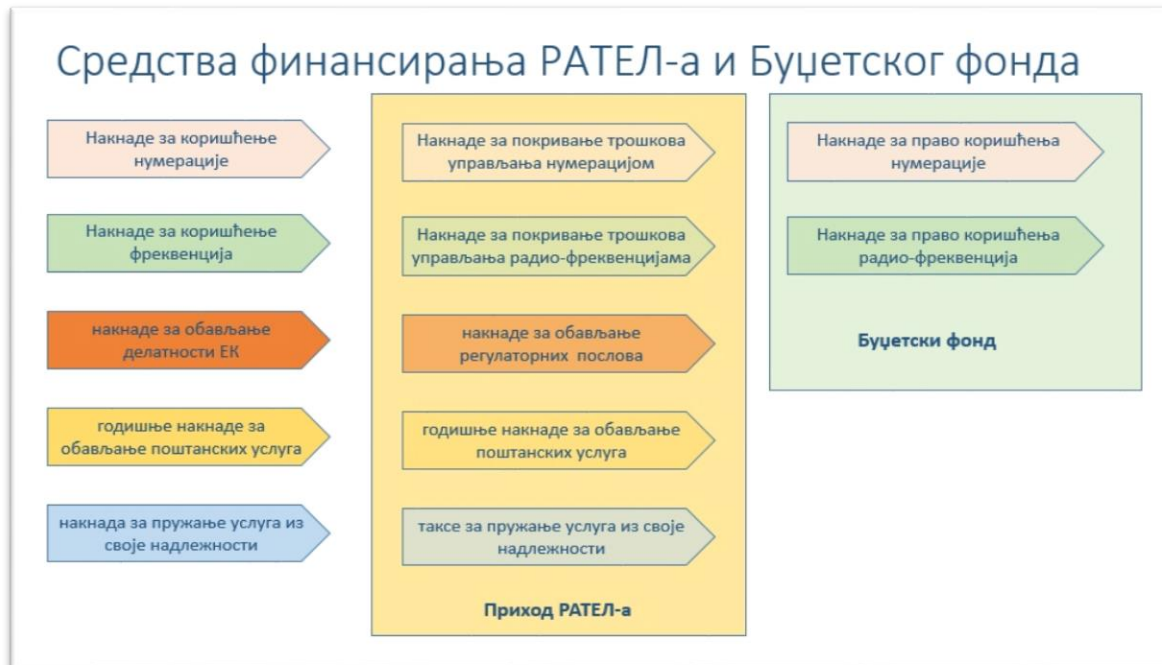 Средства финансирања РАТЕЛ-а и Буџетског фонда
Накнаде за коришћење
нумерације
Накнаде за коришћење
фреквенција
накнаде за обављање
делатности ЕК
годишње накнаде за
обављање поштанских услуга
накнада за пружање услуга из
своје надлежности
Накнаде за покривање трошкова
управљања нумерацијом
Накнаде за покривање трошкова
управљања радио-фреквенцијама
накнаде за обављање
регулаторних послова
годишње накнаде за обављање
поштанских услуга
таксе за пружање услуга из своје
надлежности
Приход РАТЕЛ-а
Накнаде за право коришћења
нумерације
Накнаде за право коришћења
радио-фреквенција
Буџетски фонд